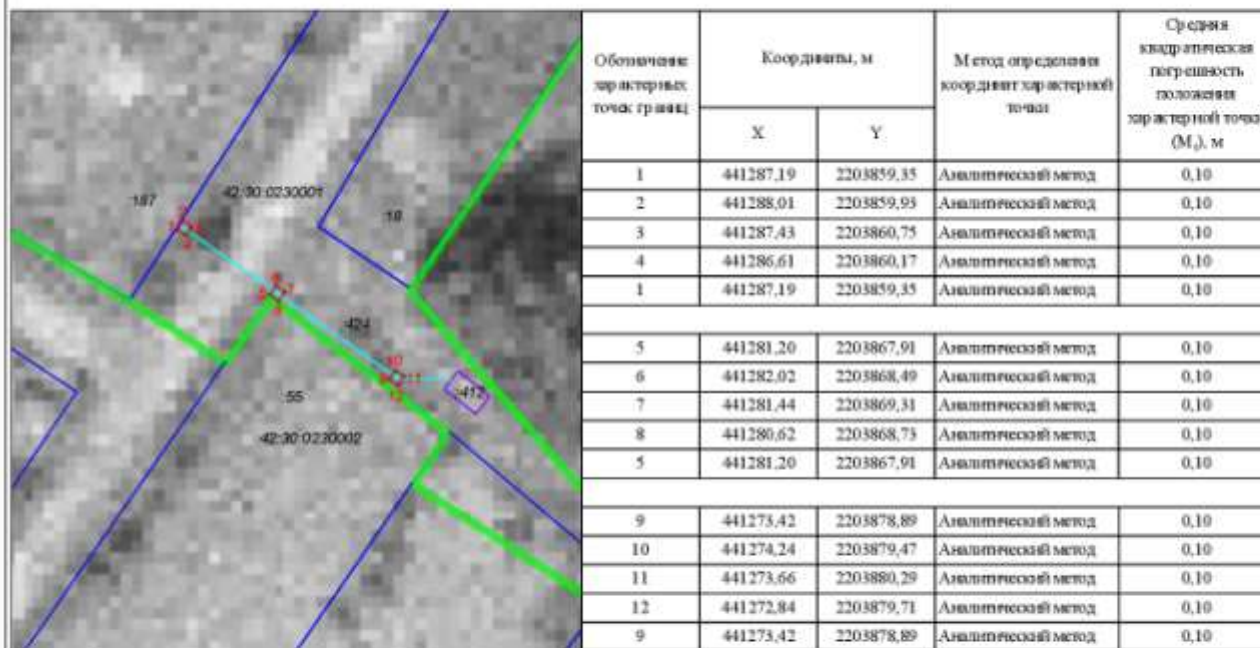 :187
42:30:0230001
:18
:424
:55
:412
42:30:0230002
10
11
12
Обозначение характерных точек границ
Координаты, м
X
Y
Метод определения координат характерной точки
Средняя квадратическая погрешность положения характерной точки (Mt), м
1 441287,19 2203859,35 Аналитический метод 0,10
2 441288,01 2203859,93 Аналитический метод 0,10
3 441287,43 2203860,75 Аналитический метод 0,10
4 441286,61 2203860,17 Аналитический метод 0,10
1 441287,19 2203859,35 Аналитический метод 0,10
5 441281,20 2203867,91 Аналитический метод 0,10
6 441282,02 2203868,49 Аналитический метод 0,10
7 441281,44 2203869,31 Аналитический метод 0,10
8 441280,62 2203868,73 Аналитический метод 0,10
5 441281,20 2203867,91 Аналитический метод 0,10
9 441273,42 2203878,89 Аналитический метод 0,10
10 441274,24 2203879,47 Аналитический метод 0,10
11 441273,66 2203880,29 Аналитический метод 0,10
12 441272,84 2203879,71 Аналитический метод 0,10
9 441273,42 2203878,89 Аналитический метод 0,10